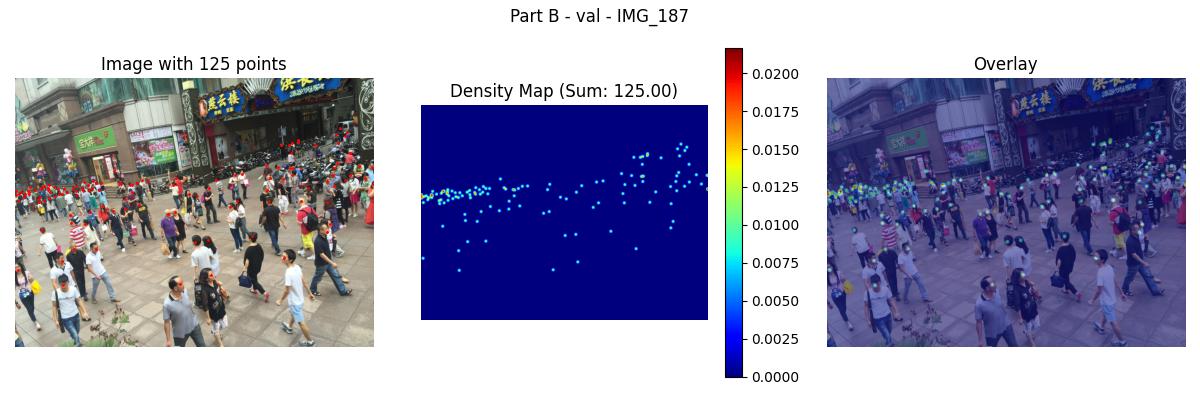 Part B - val - IMG_187
Image with 125 points
Density Map (Sum: 125.00)
Overlay
0.0200
0.0175
0.0150
0.0125
0.0100
0.0075
0.0050
0.0025
0.0000